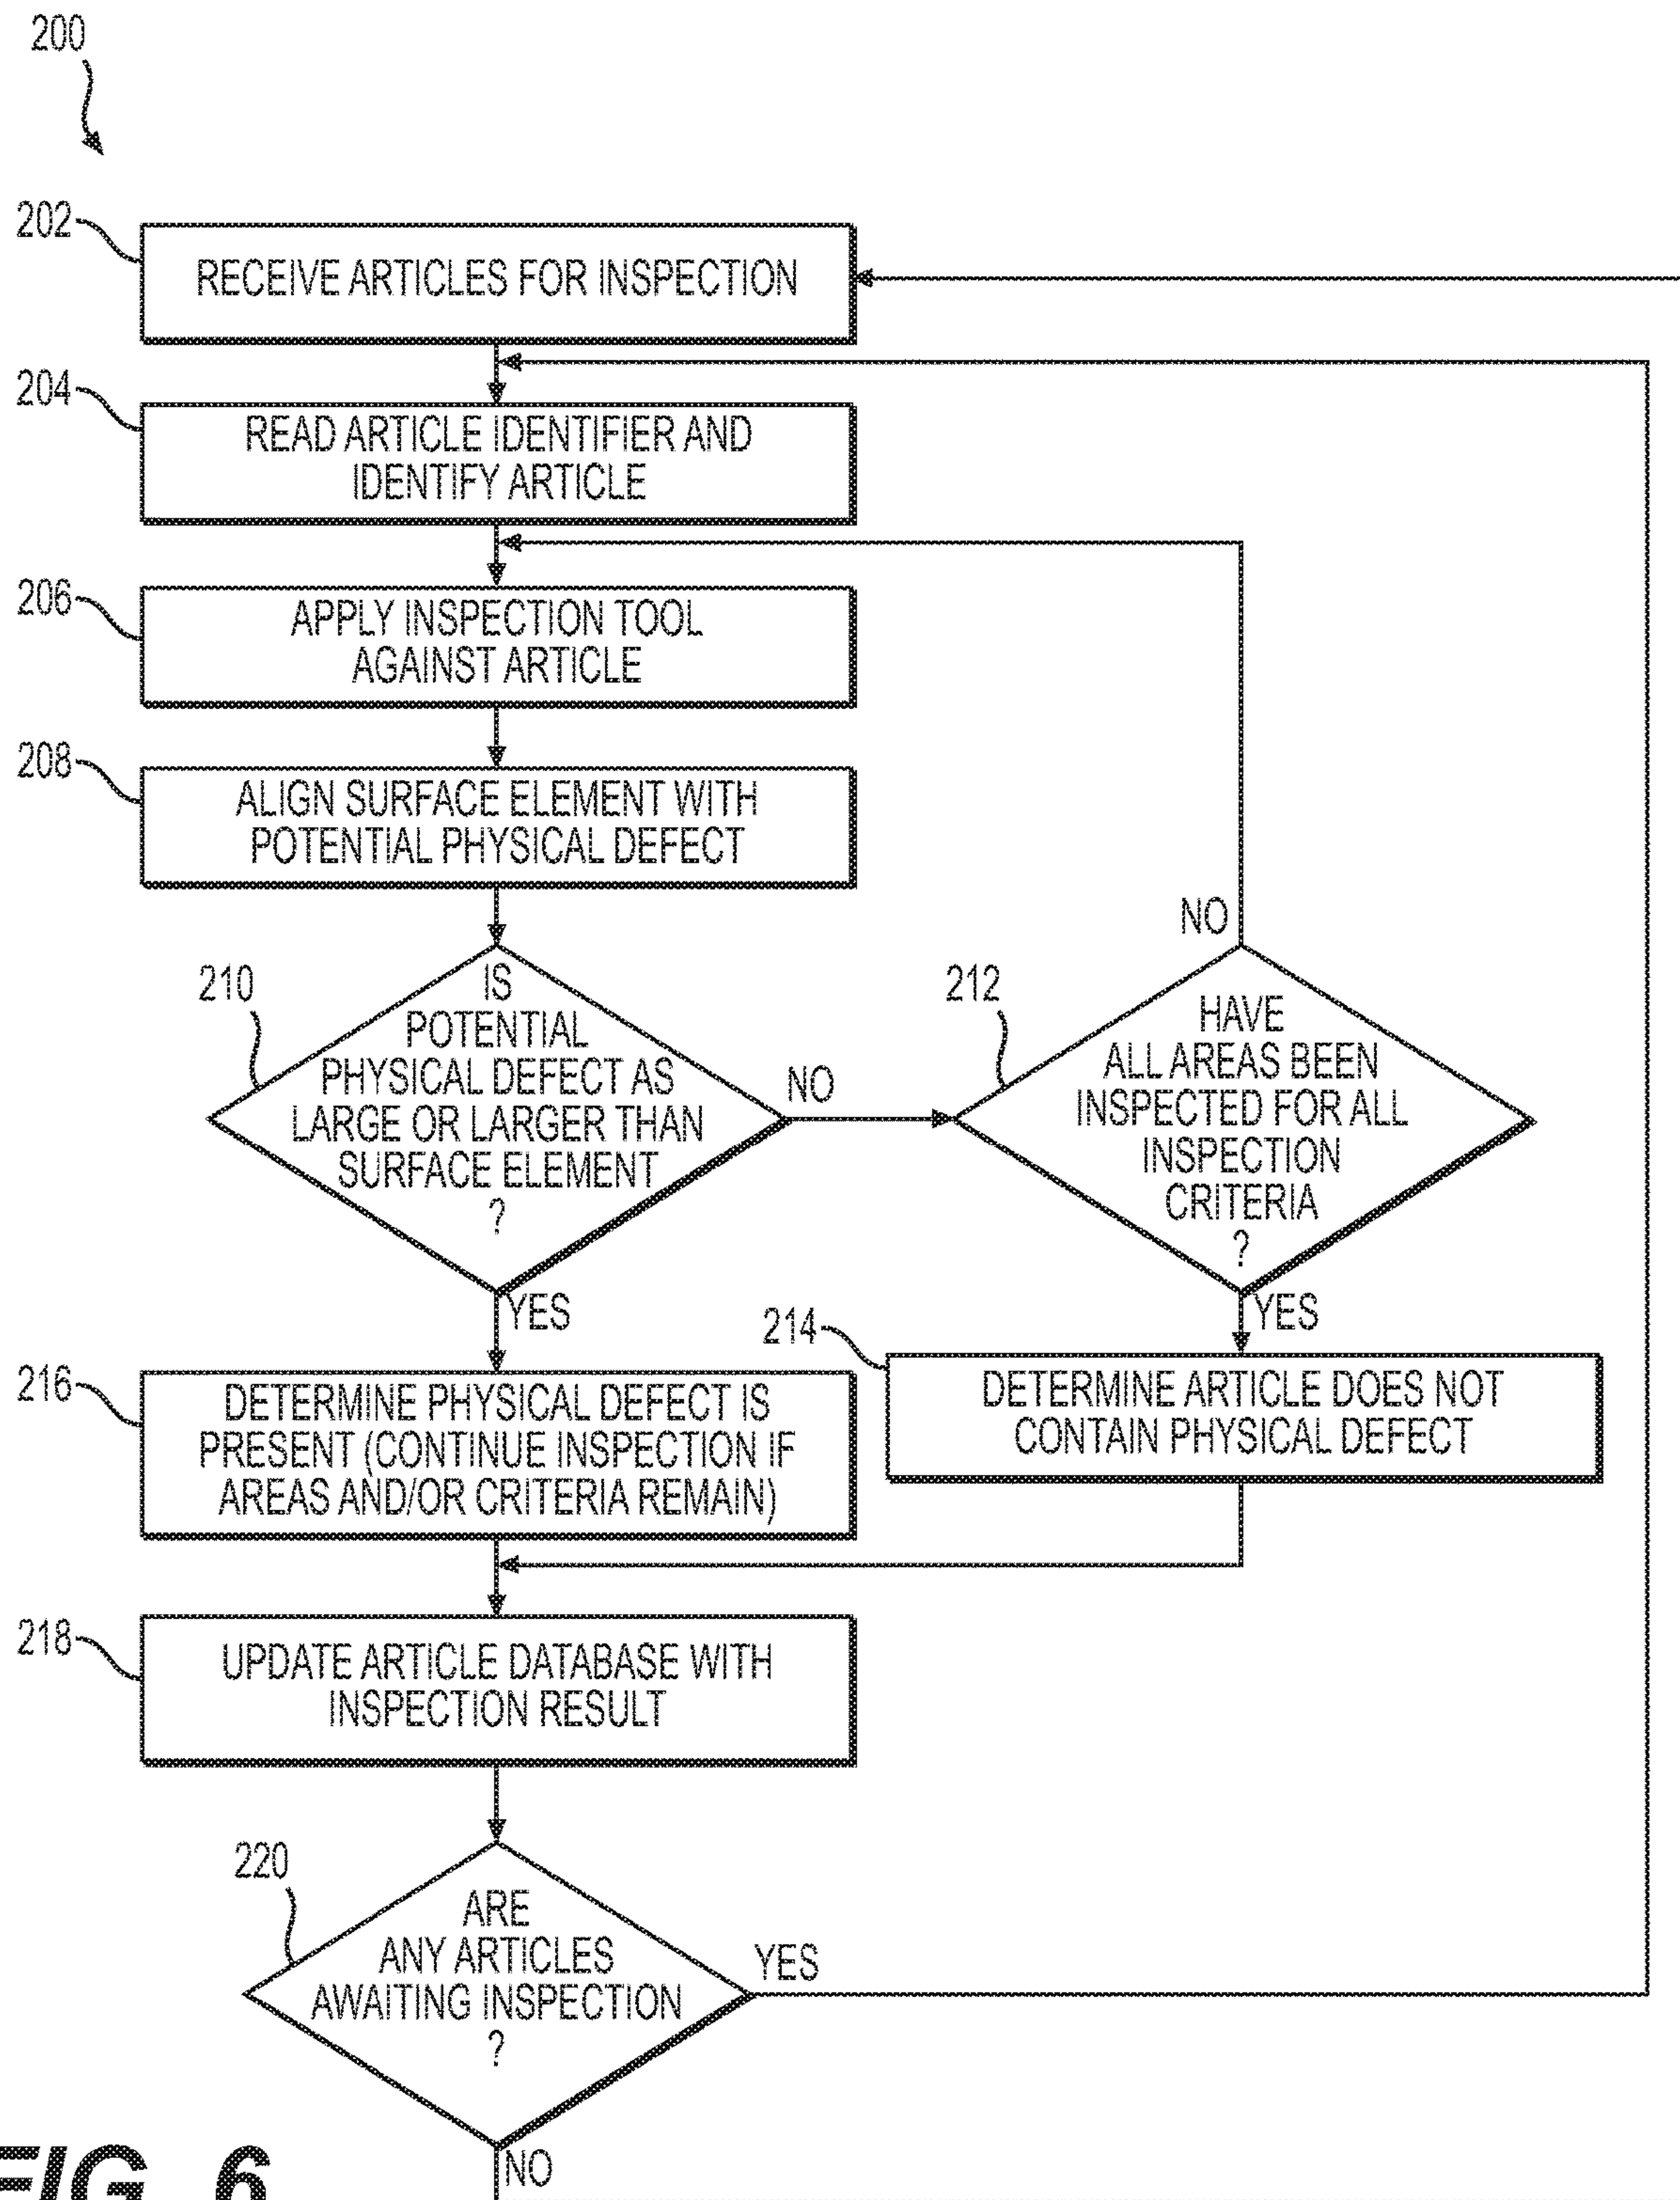 200
202
RECEIVE ARTICLES FOR INSPECTION
204
READ ARTICLE IDENTIFIER AND
IDENTIFY ARTICLE
206
APPLY INSPECTION TOOL
AGAINST ARTICLE
208
ALIGN SURFACE ELEMENT WITH
POTENTIAL PHYSICAL DEFECT
210
IS
POTENTIAL
PHYSICAL DEFECT AS
LARGE OR LARGER THAN
SURFACE ELEMENT
?
NO
YES
212
NO
HAVE
ALL AREAS BEEN
INSPECTED FOR ALL
INSPECTION
CRITERIA
?
YES
214
DETERMINE ARTICLE DOES NOT
CONTAIN PHYSICAL DEFECT
216
DETERMINE PHYSICAL DEFECT IS
PRESENT (CONTINUE INSPECTION IF
AREAS AND/OR CRITERIA REMAIN)
218
UPDATE ARTICLE DATABASE WITH
INSPECTION RESULT
220
ARE
ANY ARTICLES
AWAITING INSPECTION
?
YES
NO
FIG. 6